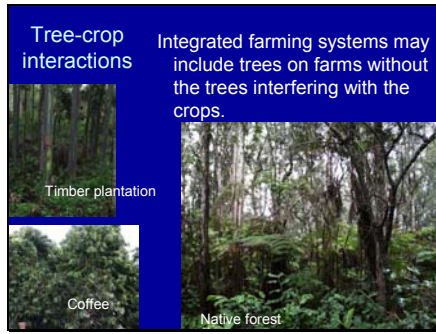 Tree-crop
interactions
Integrated farming systems may
include trees on farms without
the trees interfering with the
crops.
Timber plantation
Coffee
Native forest